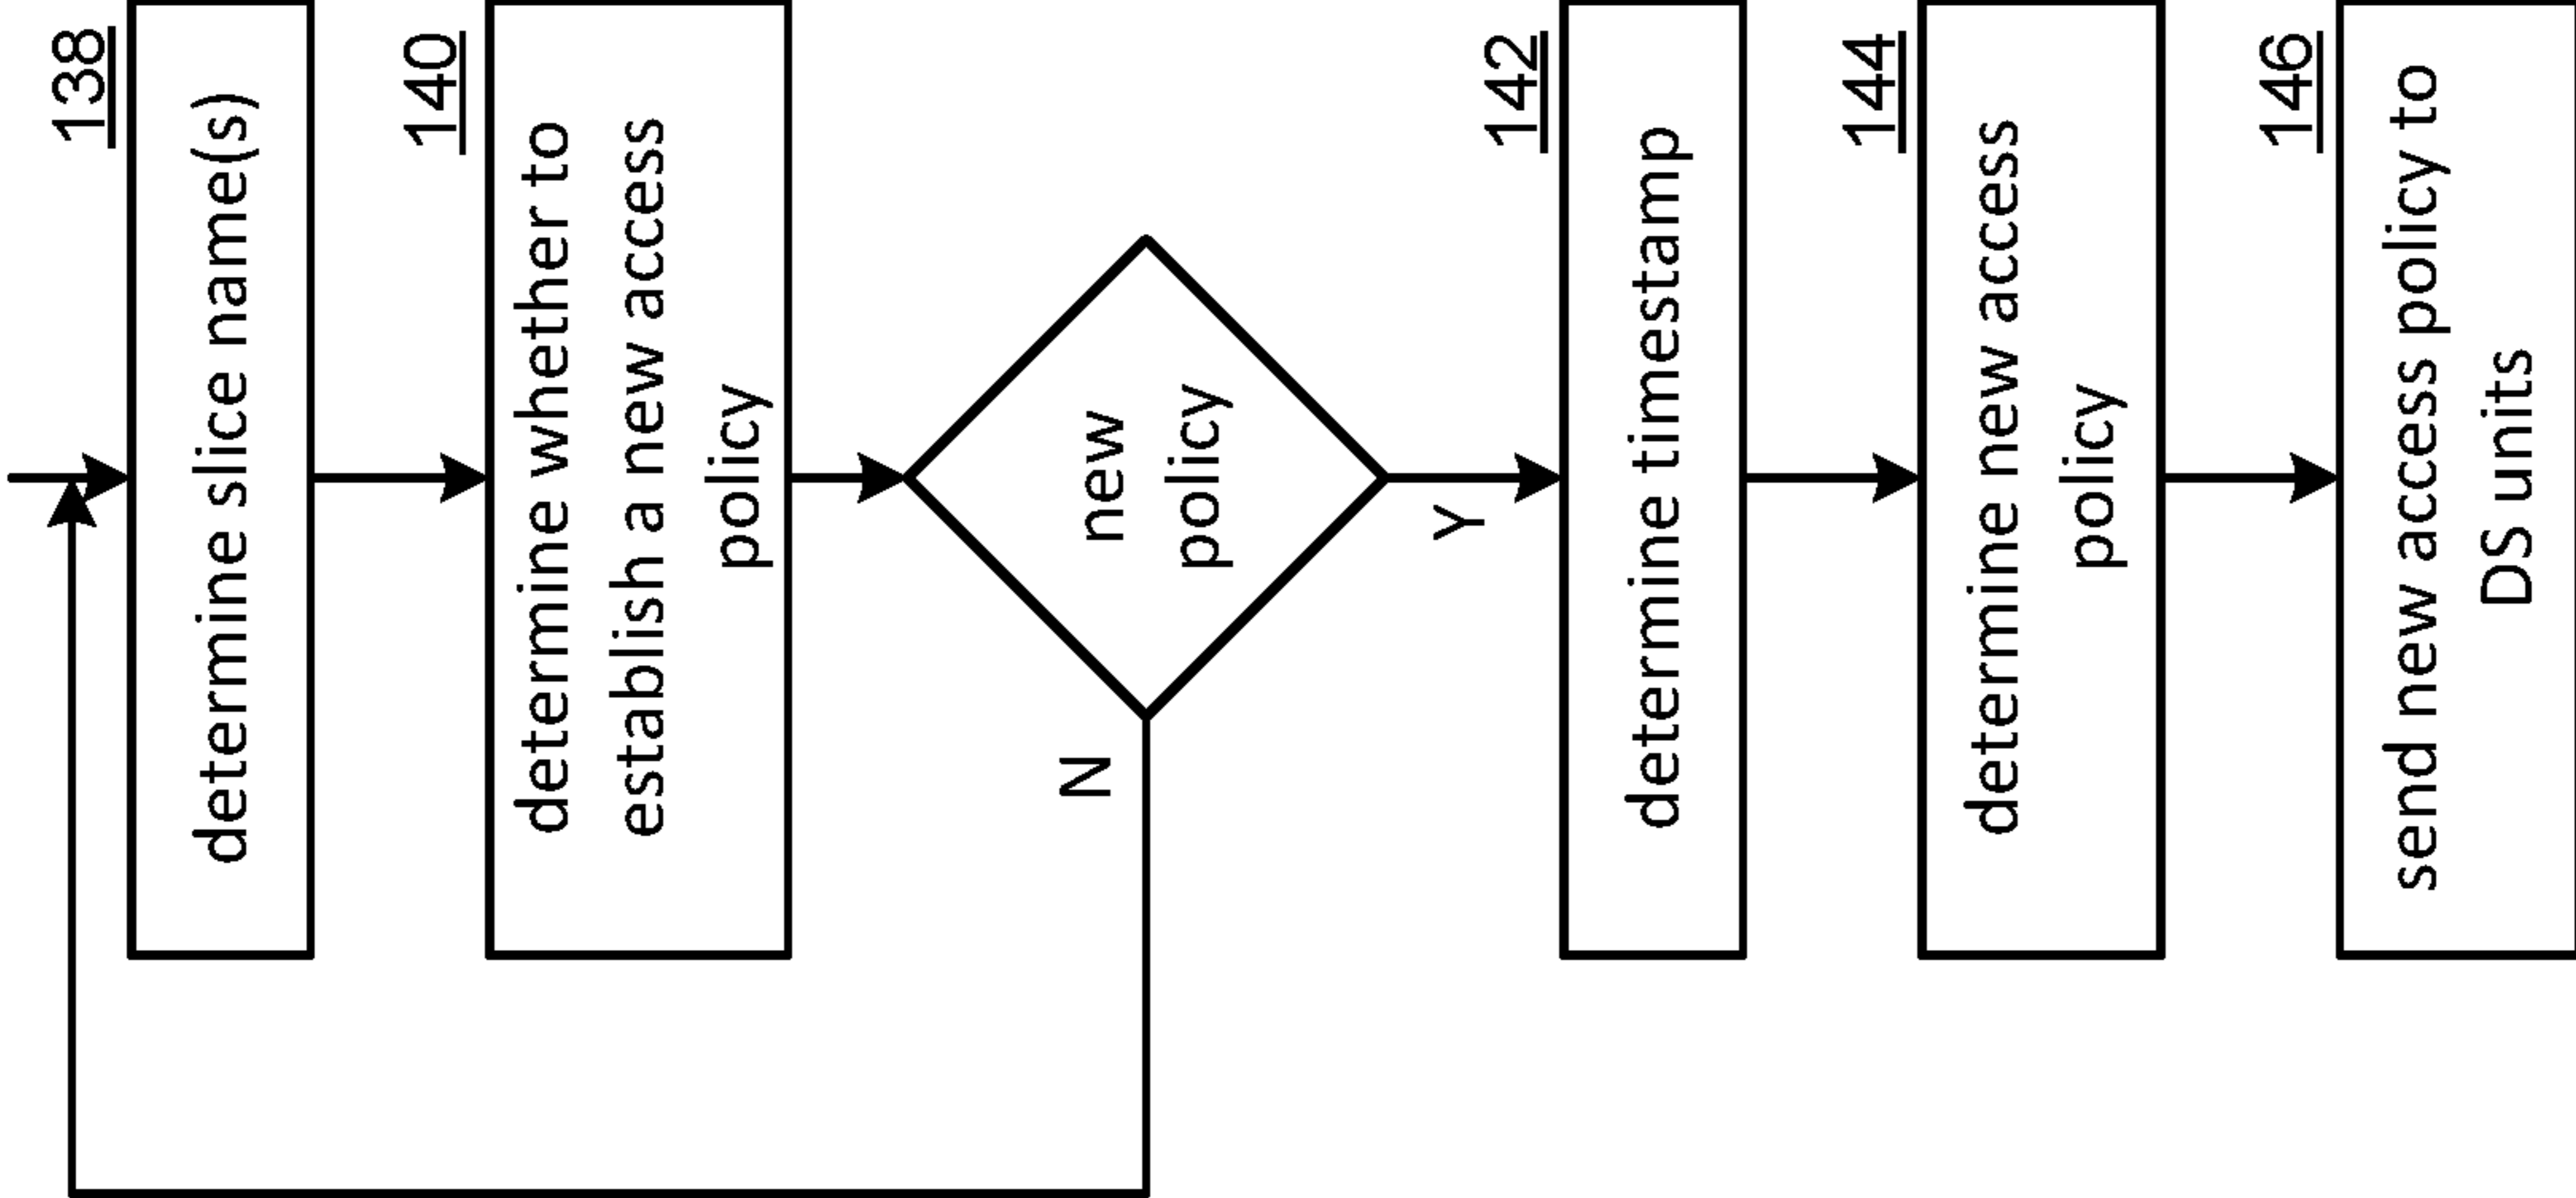 138
determine slice name(s)
140
determine whether to
establish a new access
policy
new
policy
N
Y
142
determine timestamp
144
determine new access
policy
146
send new access policy to
DS units